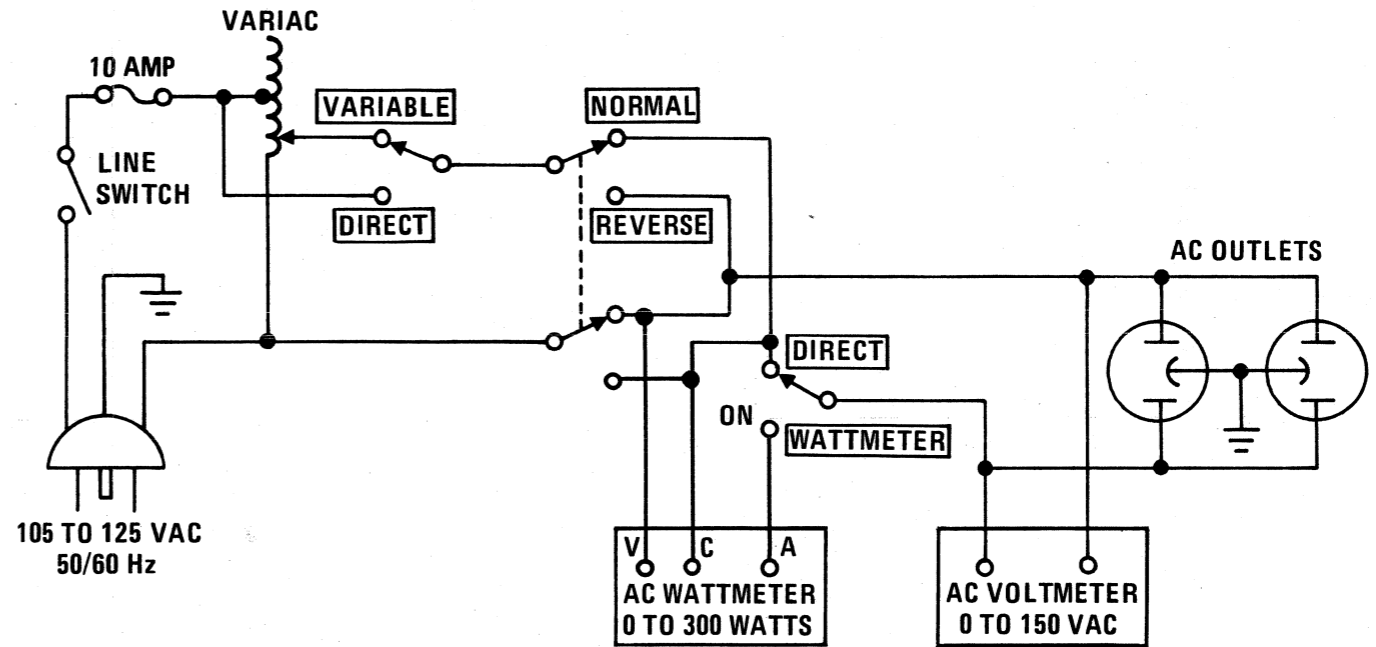 VARIAC
10 AMP
VARIABLE
NORMAL
LINE
SWITCH
DIRECT
REVERSE
AC OUTLETS
DIRECT
ON
WATTMETER
105 TO 125 VAC
50/60 Hz
V C A
AC WATTMETER
0 TO 300 WATTS
AC VOLTMETER
0 TO 150 VAC